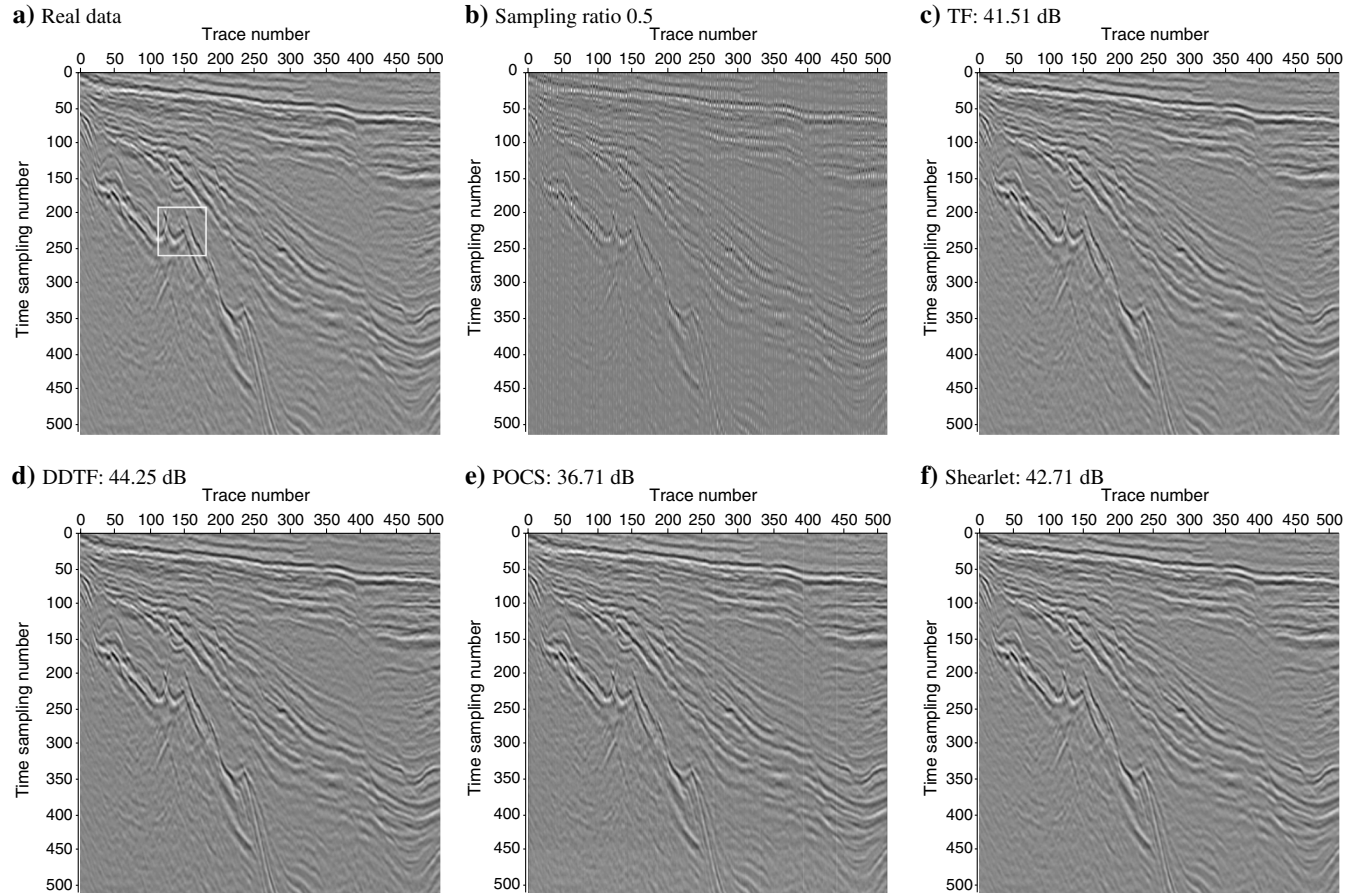 a) Real data
Trace number
0 50 100 150 200 250 300 350 400 450 500
Time sampling number
0
50
100
150
200
250
300
350
400
450
500
b) Sampling ratio 0.5
Trace number
0 50 100 150 200 250 300 350 400 450 500
Time sampling number
0
50
100
150
200
250
300
350
400
450
500
c) TF: 41.51 dB
Trace number
0 50 100 150 200 250 300 350 400 450 500
Time sampling number
0
50
100
150
200
250
300
350
400
450
500
d) DDTF: 44.25 dB
Trace number
0 50 100 150 200 250 300 350 400 450 500
Time sampling number
0
50
100
150
200
250
300
350
400
450
500
e) POCS: 36.71 dB
Trace number
0 50 100 150 200 250 300 350 400 450 500
Time sampling number
0
50
100
150
200
250
300
350
400
450
500
f) Shearlet: 42.71 dB
Trace number
0 50 100 150 200 250 300 350 400 450 500
Time sampling number
0
50
100
150
200
250
300
350
400
450
500